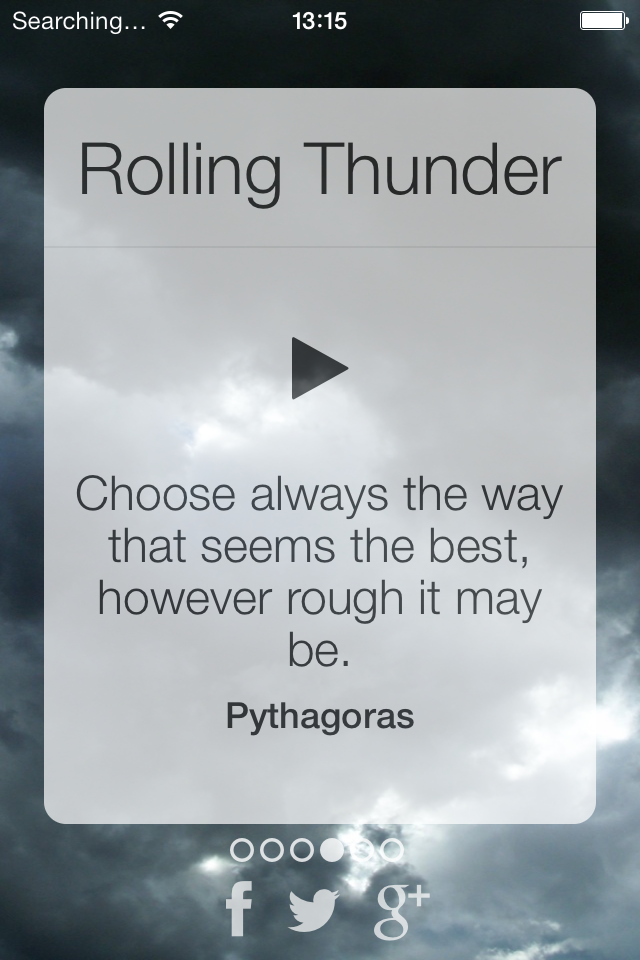 Searching... 13:15
Rolling Thunder
Choose always the way
that seems the best,
however rough it may
be.
Pythagoras
f g+